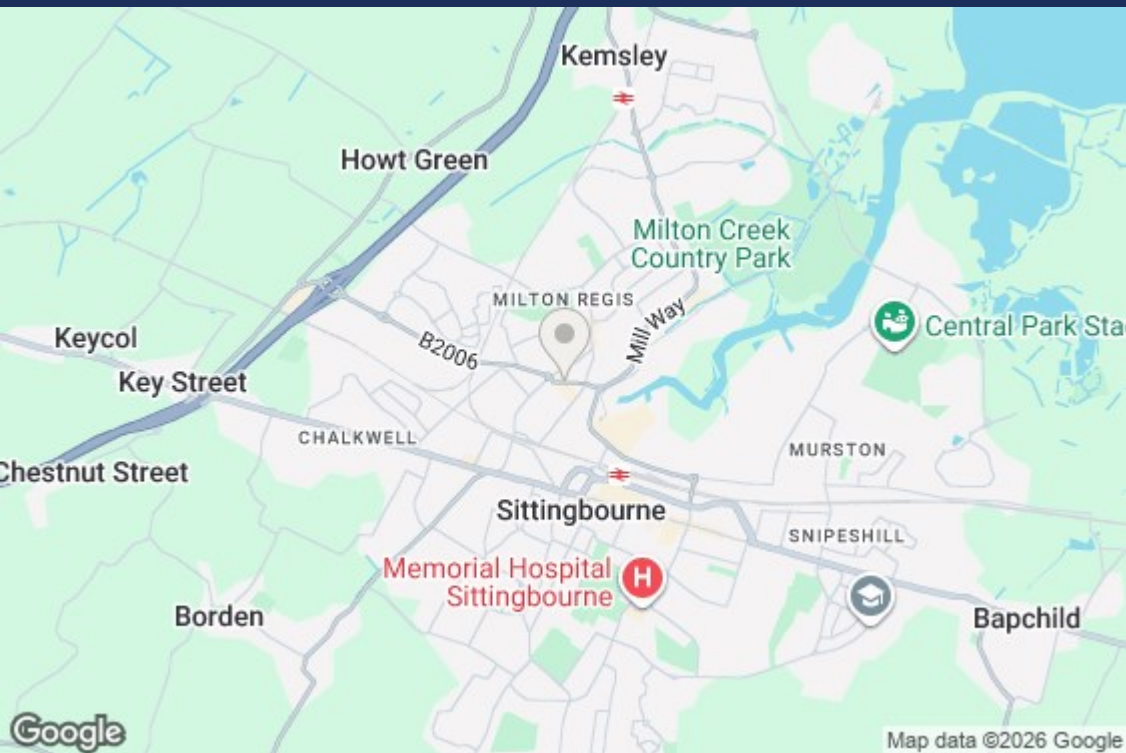 Kemsley
Howt Green
Milton Creek
Country Park
MILTON REGIS
Mill Way
Central Park Sta
Keycol
B2006
Key Street
CHALKWELL
MURSTON
Chestnut Street
Sittingbourne
SNIPESHILL
Memorial Hospital
Sittingbourne
H
Borden
Bapchild
Google
Map data ©2026 Google